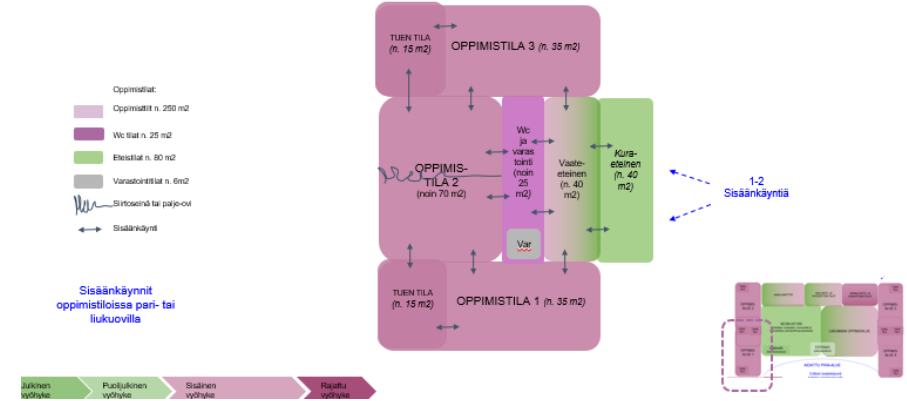 TUEN TILA
(n. 15 m2)
OPPIMISTILA 3 (n. 35 m2)
Oppimistilat:
Oppimisttilt n. 250 m2
Wc tilat n. 25 m2
Eteistilat n. 80 m2
Varastointitilat n. 6m2
Siirtoseinä tai palje-ovi
Sisäänkäynti
OPPIMIS-
TILA 2
(noin 70 m2)
Wc
ja
varas
tointi
(noin
25
m2)
Var
Vaate-
eteinen
(n. 40
m2)
Kura-
eteinen
(n. 40
m2)
1-2
Sisäänkäyntiä
TUEN TILA
(n. 15 m2)
OPPIMISTILA 1 (n. 35 m2)
Sisäänkäynnit
oppimistiloissa pari- tai
liukuovilla
Julkinen
vyöhyke
Puolijulkinen
vyöhyke
Sisäinen
vyöhyke
Rajattu
vyöhyke